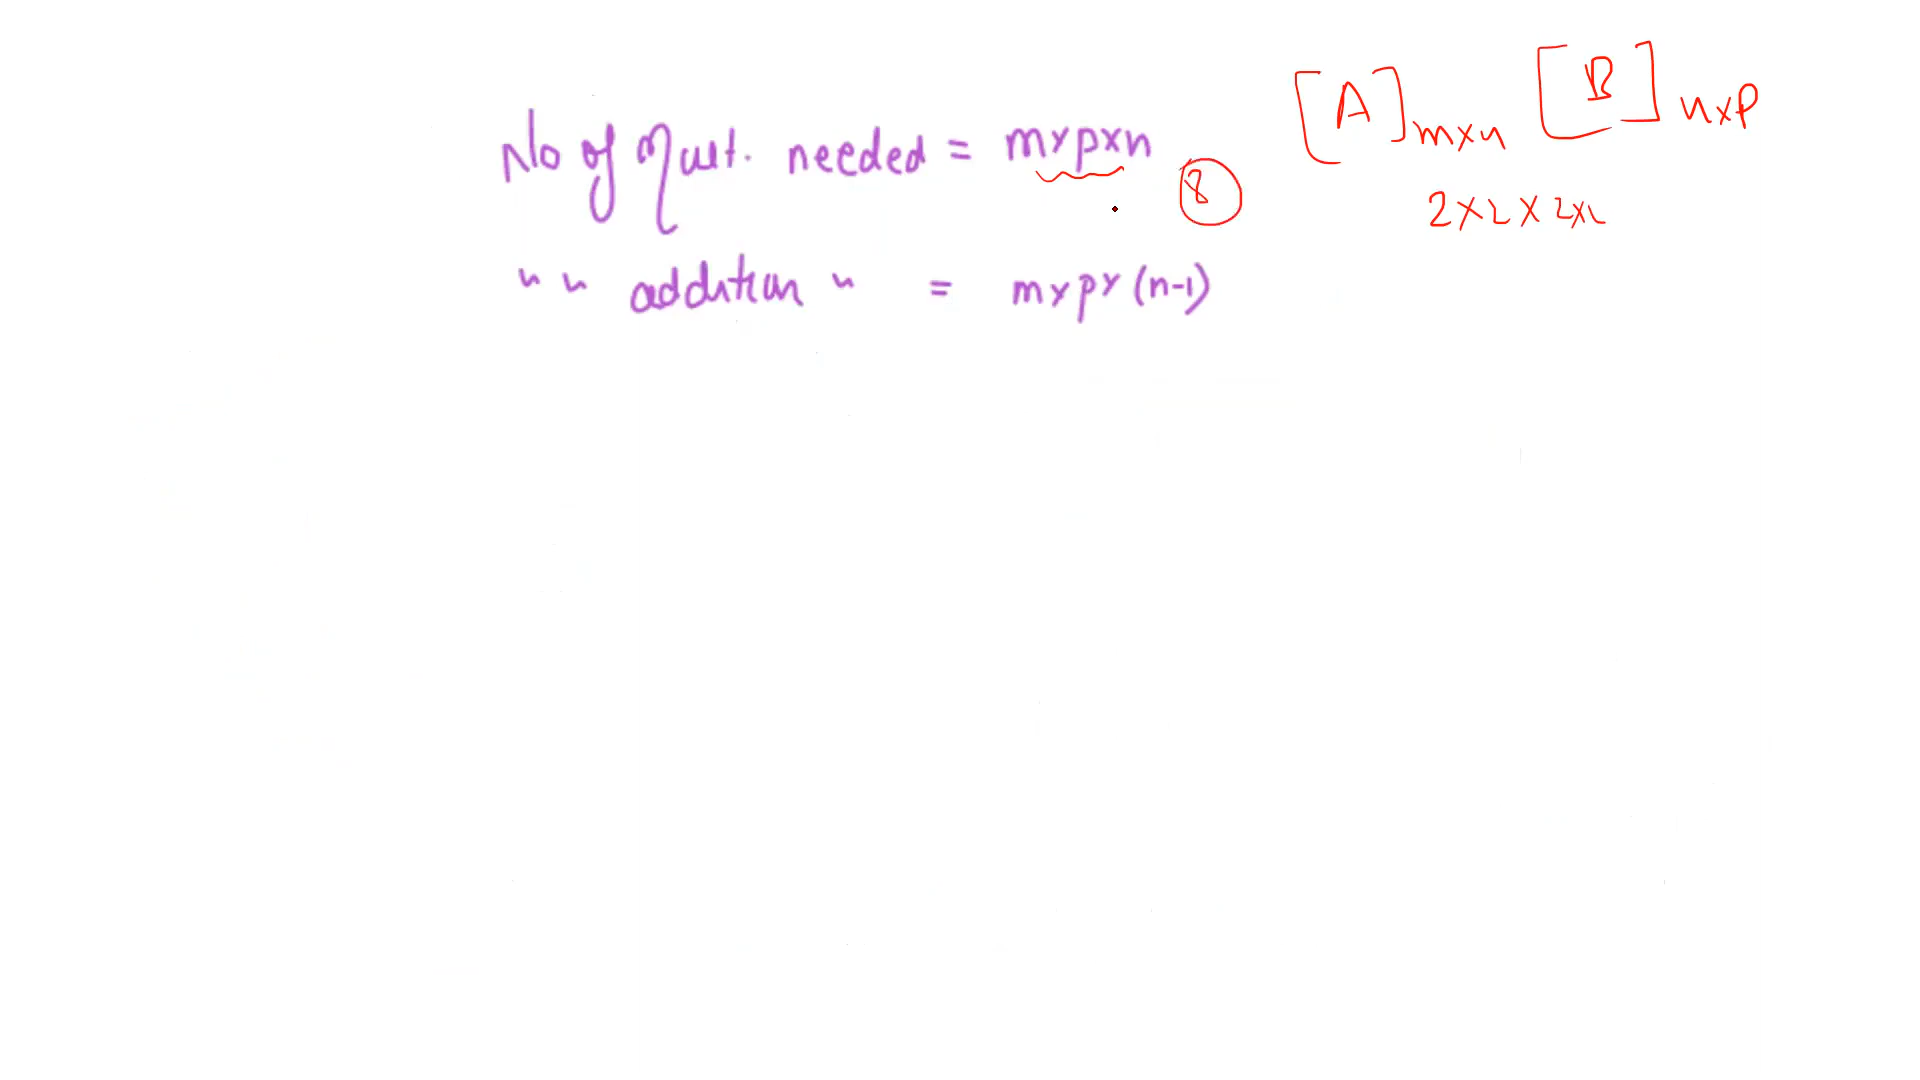 No of Mult. needed = m×p×n
8
" " addition " = m×p×(n-1)
[A]m×n [B]n×p
2×2×2×2